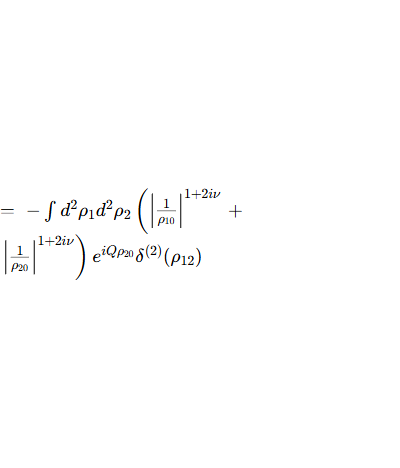 = − ∫ d²ρ₁d²ρ₂ (|1/ρ₁₀|^{1+2iν} +
|1/ρ₂₀|^{1+2iν}) e^{iQρ₂₀} δ^{(2)}(ρ₁₂)